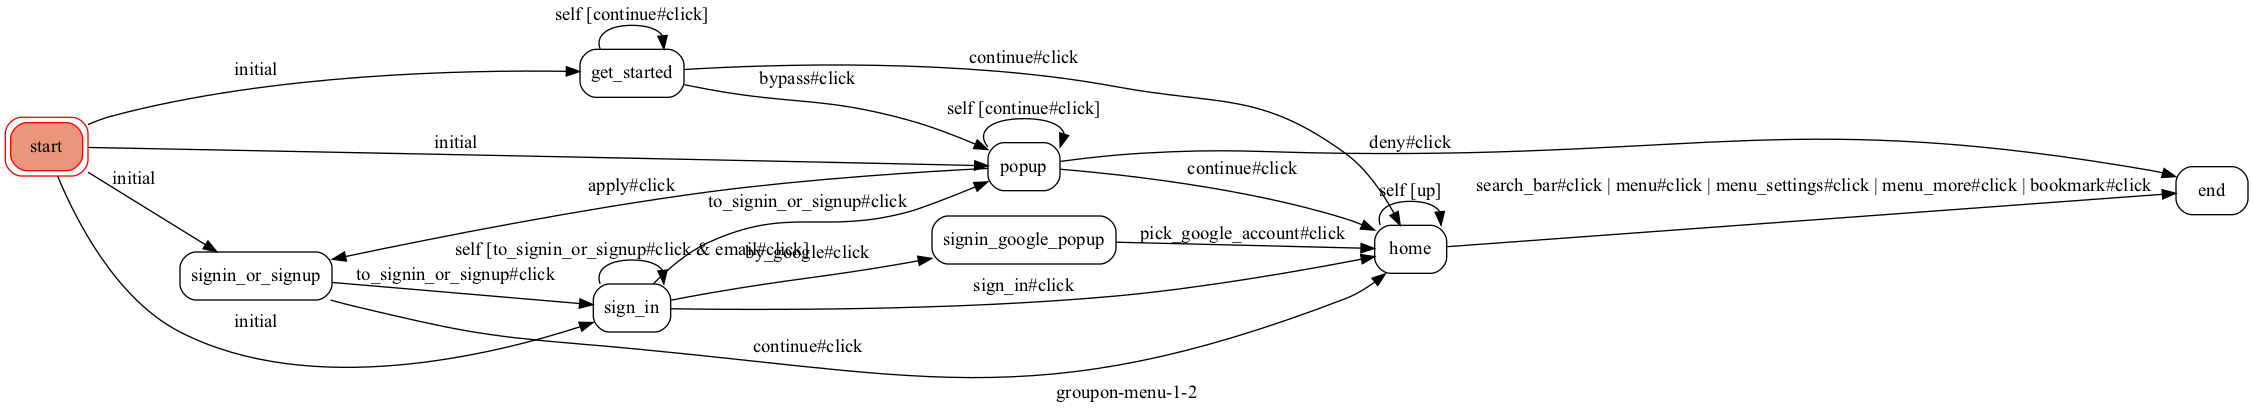 self [continue#click]
initial
get_started
continue#click
bypass#click
self [continue#click]
start
initial
popup
deny#click
continue#click
initial
apply#click
to_signin_or_signup#click
self [up]
search_bar#click | menu#click | menu_settings#click | menu_more#click | bookmark#click
end
signin_google_popup
pick_google_account#click
home
self [to_signin_or_signup#click & email#click]
by_google#click
signin_or_signup
to_signin_or_signup#click
sign_in
sign_in#click
initial
continue#click
groupon-menu-1-2